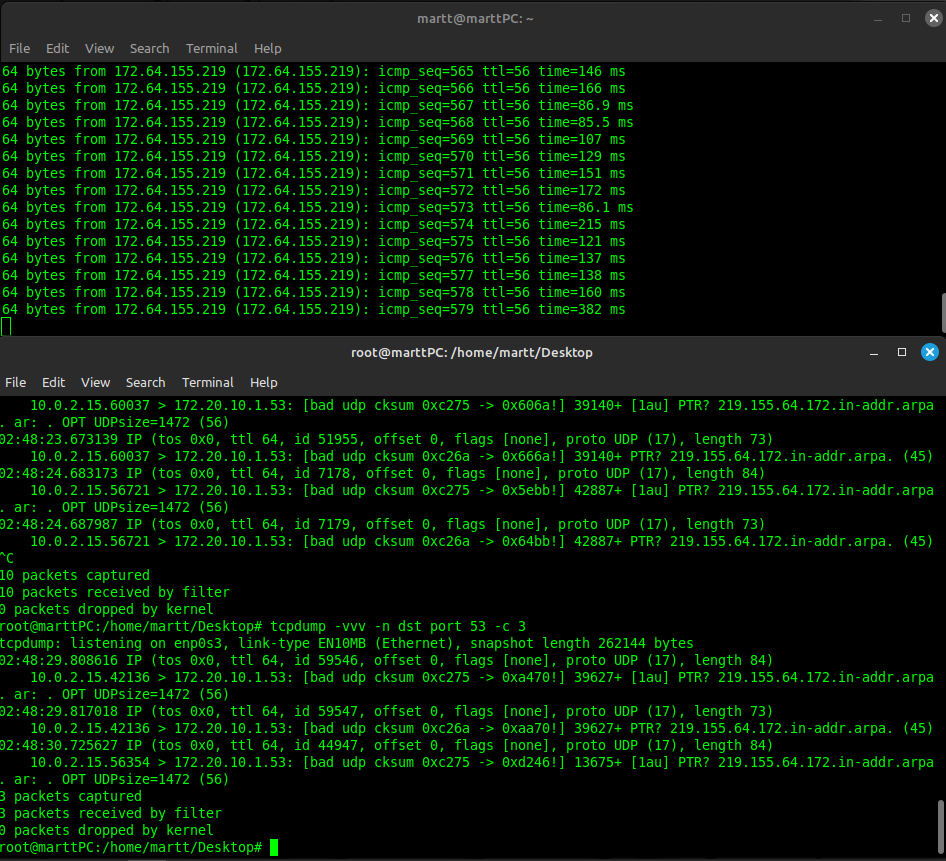 martt@marttPC: ~
File Edit View Search Terminal Help
64 bytes from 172.64.155.219 (172.64.155.219): icmp_seq=565 ttl=56 time=146 ms
64 bytes from 172.64.155.219 (172.64.155.219): icmp_seq=566 ttl=56 time=166 ms
64 bytes from 172.64.155.219 (172.64.155.219): icmp_seq=567 ttl=56 time=86.9 ms
64 bytes from 172.64.155.219 (172.64.155.219): icmp_seq=568 ttl=56 time=85.5 ms
64 bytes from 172.64.155.219 (172.64.155.219): icmp_seq=569 ttl=56 time=107 ms
64 bytes from 172.64.155.219 (172.64.155.219): icmp_seq=570 ttl=56 time=129 ms
64 bytes from 172.64.155.219 (172.64.155.219): icmp_seq=571 ttl=56 time=151 ms
64 bytes from 172.64.155.219 (172.64.155.219): icmp_seq=572 ttl=56 time=172 ms
64 bytes from 172.64.155.219 (172.64.155.219): icmp_seq=573 ttl=56 time=86.1 ms
64 bytes from 172.64.155.219 (172.64.155.219): icmp_seq=574 ttl=56 time=215 ms
64 bytes from 172.64.155.219 (172.64.155.219): icmp_seq=575 ttl=56 time=121 ms
64 bytes from 172.64.155.219 (172.64.155.219): icmp_seq=576 ttl=56 time=137 ms
64 bytes from 172.64.155.219 (172.64.155.219): icmp_seq=577 ttl=56 time=138 ms
64 bytes from 172.64.155.219 (172.64.155.219): icmp_seq=578 ttl=56 time=160 ms
64 bytes from 172.64.155.219 (172.64.155.219): icmp_seq=579 ttl=56 time=382 ms
root@marttPC: /home/martt/Desktop
File Edit View Search Terminal Help
10.0.2.15.60037 > 172.20.10.1.53: [bad udp cksum 0xc275 -> 0x606a!] 39140+ [1au] PTR? 219.155.64.172.in-addr.arpa
. ar: . OPT UDPsize=1472 (56)
02:48:23.673139 IP (tos 0x0, ttl 64, id 51955, offset 0, flags [none], proto UDP (17), length 73)
10.0.2.15.60037 > 172.20.10.1.53: [bad udp cksum 0xc26a -> 0x666a!] 39140+ PTR? 219.155.64.172.in-addr.arpa. (45)
02:48:24.683173 IP (tos 0x0, ttl 64, id 7178, offset 0, flags [none], proto UDP (17), length 84)
10.0.2.15.56721 > 172.20.10.1.53: [bad udp cksum 0xc275 -> 0x5ebb!] 42887+ [1au] PTR? 219.155.64.172.in-addr.arpa
. ar: . OPT UDPsize=1472 (56)
02:48:24.687987 IP (tos 0x0, ttl 64, id 7179, offset 0, flags [none], proto UDP (17), length 73)
10.0.2.15.56721 > 172.20.10.1.53: [bad udp cksum 0xc26a -> 0x64bb!] 42887+ PTR? 219.155.64.172.in-addr.arpa. (45)
^C
10 packets captured
10 packets received by filter
0 packets dropped by kernel
root@marttPC:/home/martt/Desktop# tcpdump -vvv -n dst port 53 -c 3
tcpdump: listening on enp0s3, link-type EN10MB (Ethernet), snapshot length 262144 bytes
02:48:29.808616 IP (tos 0x0, ttl 64, id 59546, offset 0, flags [none], proto UDP (17), length 84)
10.0.2.15.42136 > 172.20.10.1.53: [bad udp cksum 0xc275 -> 0xa470!] 39627+ [1au] PTR? 219.155.64.172.in-addr.arpa
. ar: . OPT UDPsize=1472 (56)
02:48:29.817018 IP (tos 0x0, ttl 64, id 59547, offset 0, flags [none], proto UDP (17), length 73)
10.0.2.15.42136 > 172.20.10.1.53: [bad udp cksum 0xc26a -> 0xaa70!] 39627+ PTR? 219.155.64.172.in-addr.arpa. (45)
02:48:30.725627 IP (tos 0x0, ttl 64, id 44947, offset 0, flags [none], proto UDP (17), length 84)
10.0.2.15.56354 > 172.20.10.1.53: [bad udp cksum 0xc275 -> 0xd246!] 13675+ [1au] PTR? 219.155.64.172.in-addr.arpa
. ar: . OPT UDPsize=1472 (56)
3 packets captured
3 packets received by filter
0 packets dropped by kernel
root@marttPC:/home/martt/Desktop#